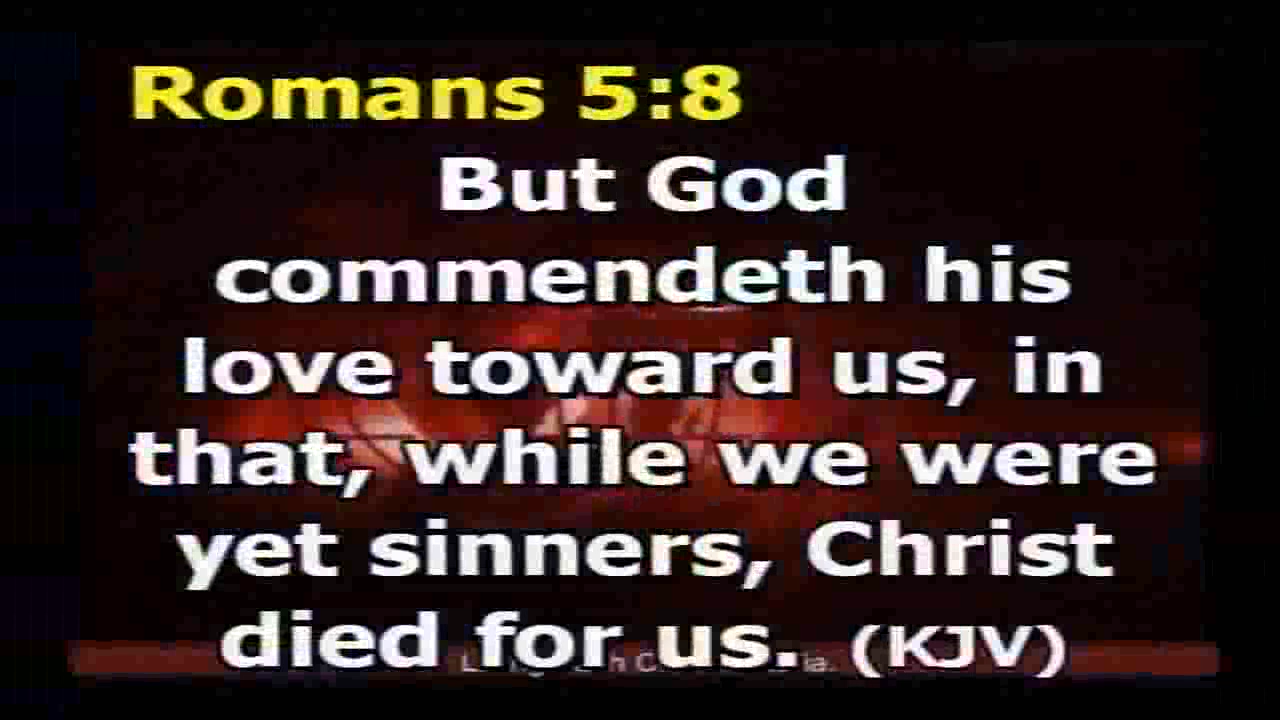 Romans 5:8
But God
commendeth his
love toward us, in
that, while we were
yet sinners, Christ
died for us. (KJV)